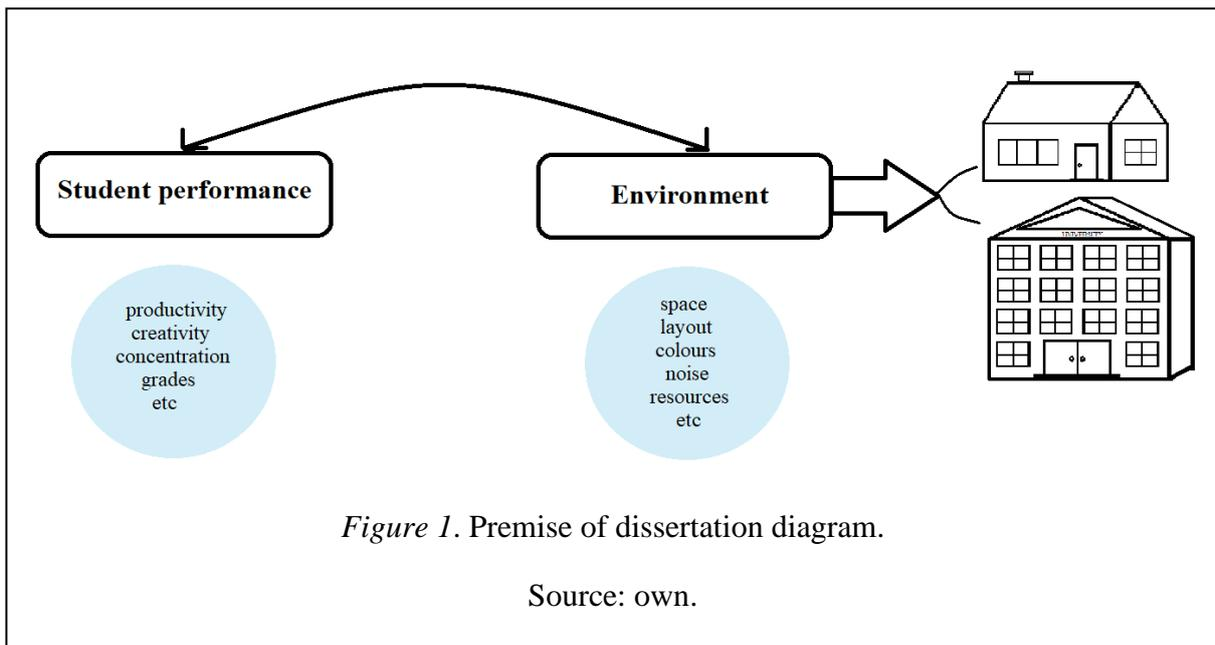 Student performance
Environment
UNIVERSITY
productivity
creativity
concentration
grades
etc
space
layout
colours
noise
resources
etc
Figure 1. Premise of dissertation diagram.
Source: own.